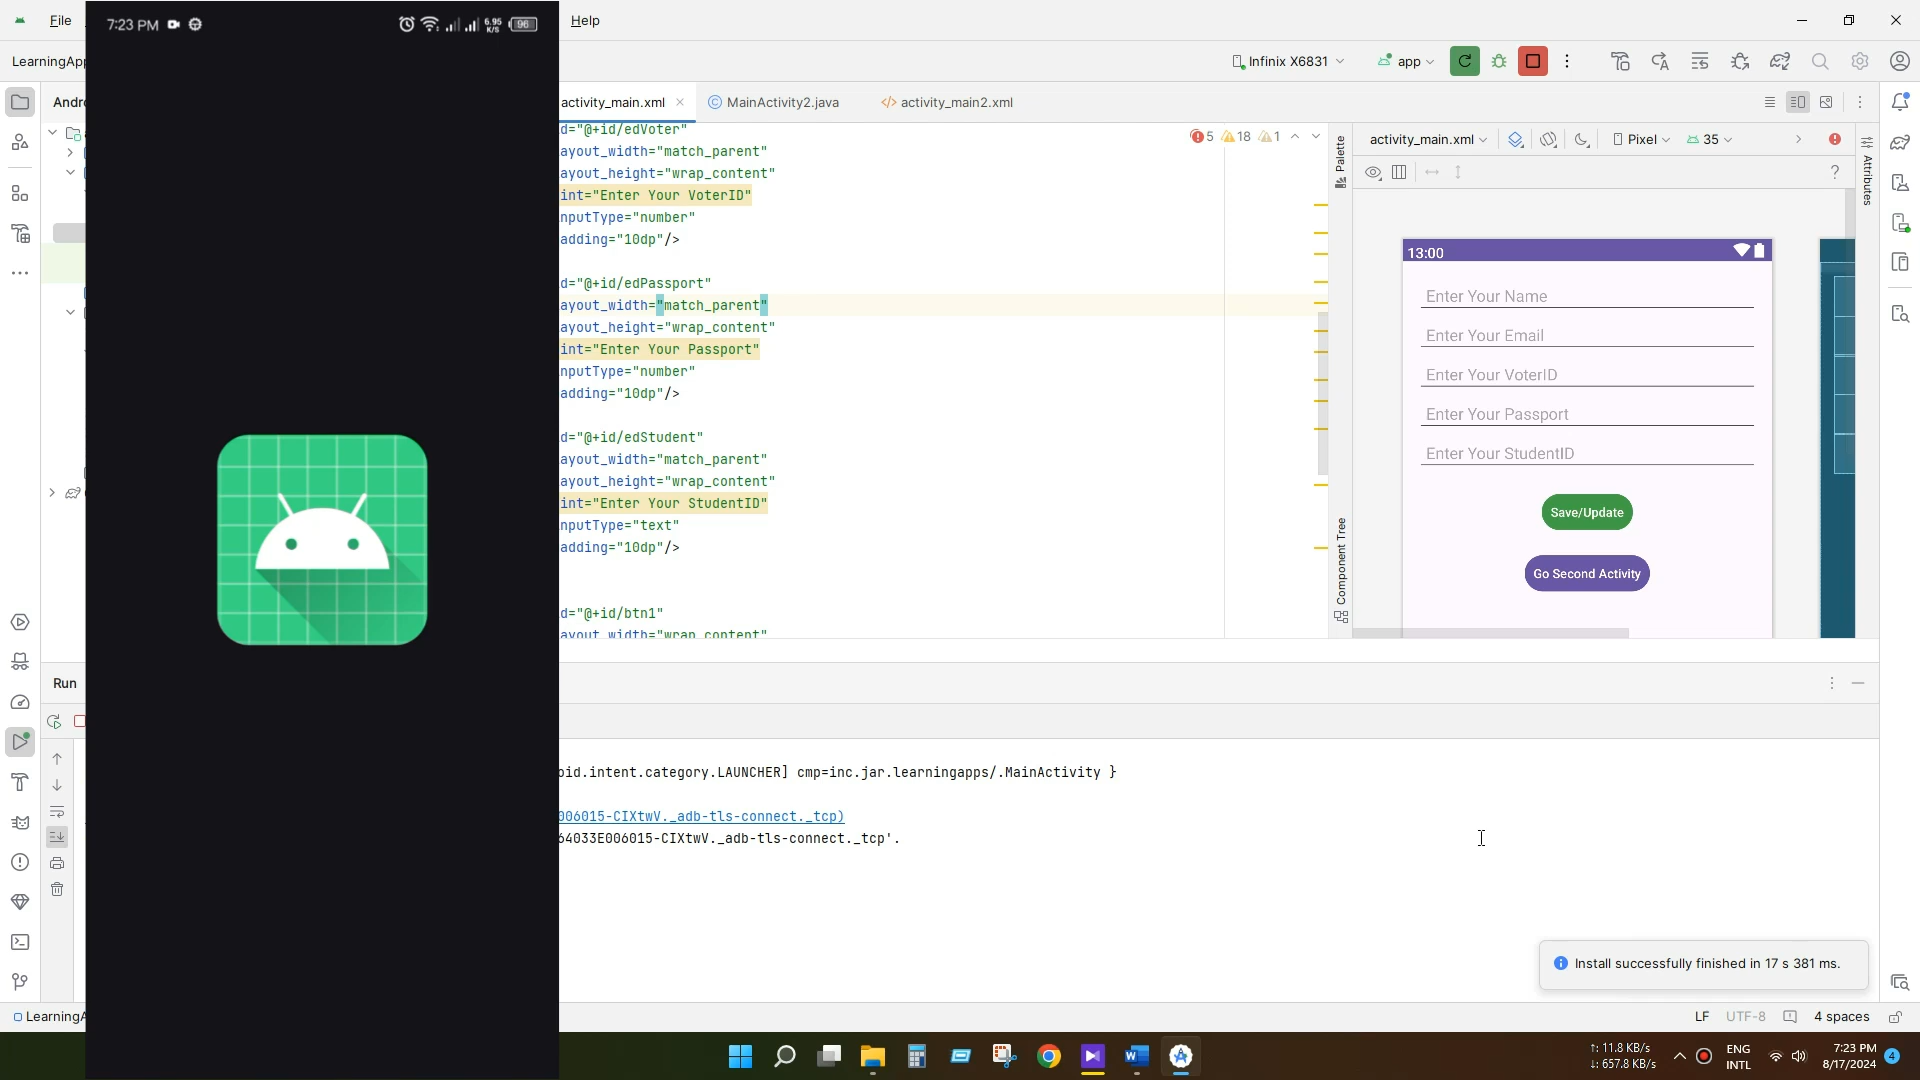 7:23 PM
6.95 K/S
96
File
Help
LearningApp
Infinix X6831
app
Andr
activity_main.xml
MainActivity2.java
activity_main2.xml
d="@+id/edVoter"
ayout_width="match_parent"
ayout_height="wrap_content"
int="Enter Your VoterID"
nputType="number"
adding="10dp"/>
d="@+id/edPassport"
ayout_width="match_parent"
ayout_height="wrap_content"
int="Enter Your Passport"
nputType="number"
adding="10dp"/>
d="@+id/edStudent"
ayout_width="match_parent"
ayout_height="wrap_content"
int="Enter Your StudentID"
nputType="text"
adding="10dp"/>
d="@+id/btn1"
ayout_width="wrap_content"
5 18 1
Palette
Component Tree
activity_main.xml
Pixel
35
Attributes
13:00
Enter Your Name
Enter Your Email
Enter Your VoterID
Enter Your Passport
Enter Your StudentID
Save/Update
Go Second Activity
Run
oid.intent.category.LAUNCHER] cmp=inc.jar.learningapps/.MainActivity }
006015-CIXtwV._adb-tls-connect._tcp)
64033E006015-CIXtwV._adb-tls-connect._tcp'.
Install successfully finished in 17 s 381 ms.
LearningA
LF UTF-8 4 spaces
↑: 11.8 KB/s
↓: 657.8 KB/s
ENG
INTL
7:23 PM
8/17/2024
4